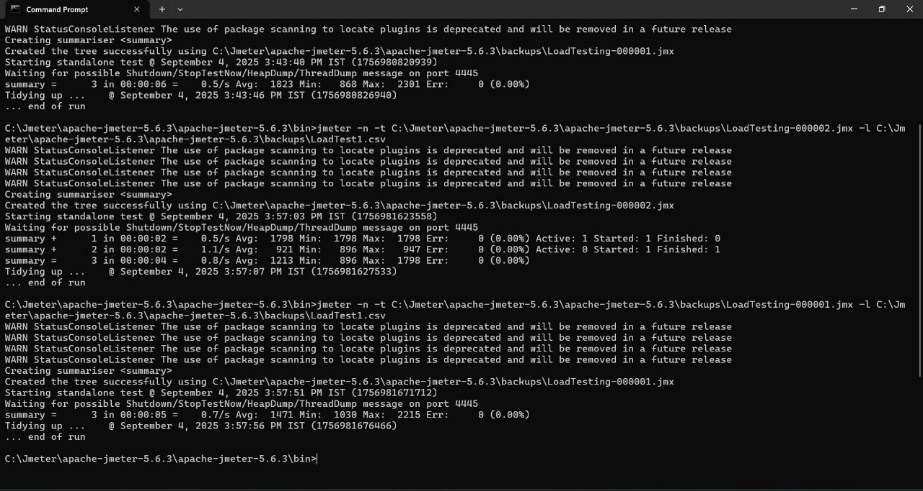 Command Prompt
WARN StatusConsoleListener The use of package scanning to locate plugins is deprecated and will be removed in a future release
Creating summariser <summary>
Created the tree successfully using C:\Jmeter\apache-jmeter-5.6.3\apache-jmeter-5.6.3\backups\LoadTesting-000001.jmx
Starting standalone test @ September 4, 2025 3:43:40 PM IST (1756980820939)
Waiting for possible Shutdown/StopTestNow/HeapDump/ThreadDump message on port 4445
summary =      3 in 00:00:06 =    0.5/s Avg:  1823 Min:   868 Max:  2301 Err:     0 (0.00%)
Tidying up ...    @ September 4, 2025 3:43:46 PM IST (1756980826940)
... end of run
C:\Jmeter\apache-jmeter-5.6.3\apache-jmeter-5.6.3\bin>jmeter -n -t C:\Jmeter\apache-jmeter-5.6.3\apache-jmeter-5.6.3\backups\LoadTesting-000002.jmx -l C:\Jm
eter\apache-jmeter-5.6.3\apache-jmeter-5.6.3\backups\LoadTest1.csv
WARN StatusConsoleListener The use of package scanning to locate plugins is deprecated and will be removed in a future release
WARN StatusConsoleListener The use of package scanning to locate plugins is deprecated and will be removed in a future release
WARN StatusConsoleListener The use of package scanning to locate plugins is deprecated and will be removed in a future release
WARN StatusConsoleListener The use of package scanning to locate plugins is deprecated and will be removed in a future release
Creating summariser <summary>
Created the tree successfully using C:\Jmeter\apache-jmeter-5.6.3\apache-jmeter-5.6.3\backups\LoadTesting-000002.jmx
Starting standalone test @ September 4, 2025 3:57:03 PM IST (1756981623558)
Waiting for possible Shutdown/StopTestNow/HeapDump/ThreadDump message on port 4445
summary +      1 in 00:00:02 =    0.5/s Avg:  1798 Min:  1798 Max:  1798 Err:     0 (0.00%) Active: 1 Started: 1 Finished: 0
summary +      2 in 00:00:02 =    1.1/s Avg:   921 Min:   896 Max:   947 Err:     0 (0.00%) Active: 0 Started: 1 Finished: 1
summary =      3 in 00:00:04 =    0.8/s Avg:  1213 Min:   896 Max:  1798 Err:     0 (0.00%)
Tidying up ...    @ September 4, 2025 3:57:07 PM IST (1756981627533)
... end of run
C:\Jmeter\apache-jmeter-5.6.3\apache-jmeter-5.6.3\bin>jmeter -n -t C:\Jmeter\apache-jmeter-5.6.3\apache-jmeter-5.6.3\backups\LoadTesting-000001.jmx -l C:\Jm
eter\apache-jmeter-5.6.3\apache-jmeter-5.6.3\backups\LoadTest1.csv
WARN StatusConsoleListener The use of package scanning to locate plugins is deprecated and will be removed in a future release
WARN StatusConsoleListener The use of package scanning to locate plugins is deprecated and will be removed in a future release
WARN StatusConsoleListener The use of package scanning to locate plugins is deprecated and will be removed in a future release
WARN StatusConsoleListener The use of package scanning to locate plugins is deprecated and will be removed in a future release
Creating summariser <summary>
Created the tree successfully using C:\Jmeter\apache-jmeter-5.6.3\apache-jmeter-5.6.3\backups\LoadTesting-000001.jmx
Starting standalone test @ September 4, 2025 3:57:51 PM IST (1756981671712)
Waiting for possible Shutdown/StopTestNow/HeapDump/ThreadDump message on port 4445
summary =      3 in 00:00:05 =    0.7/s Avg:  1471 Min:  1030 Max:  2215 Err:     0 (0.00%)
Tidying up ...    @ September 4, 2025 3:57:56 PM IST (1756981676466)
... end of run
C:\Jmeter\apache-jmeter-5.6.3\apache-jmeter-5.6.3\bin>